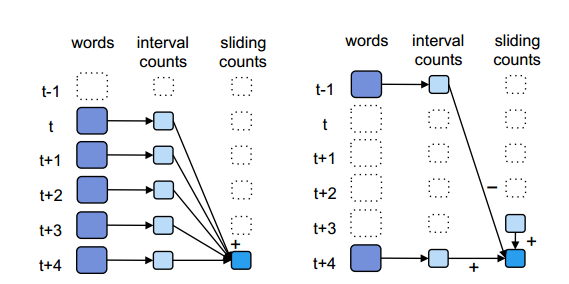 words interval counts sliding counts
t-1
t
t+1
t+2
t+3
+
t+4
words interval counts sliding counts
t-1
t
t+1
t+2
−
t+3
+
t+4
+